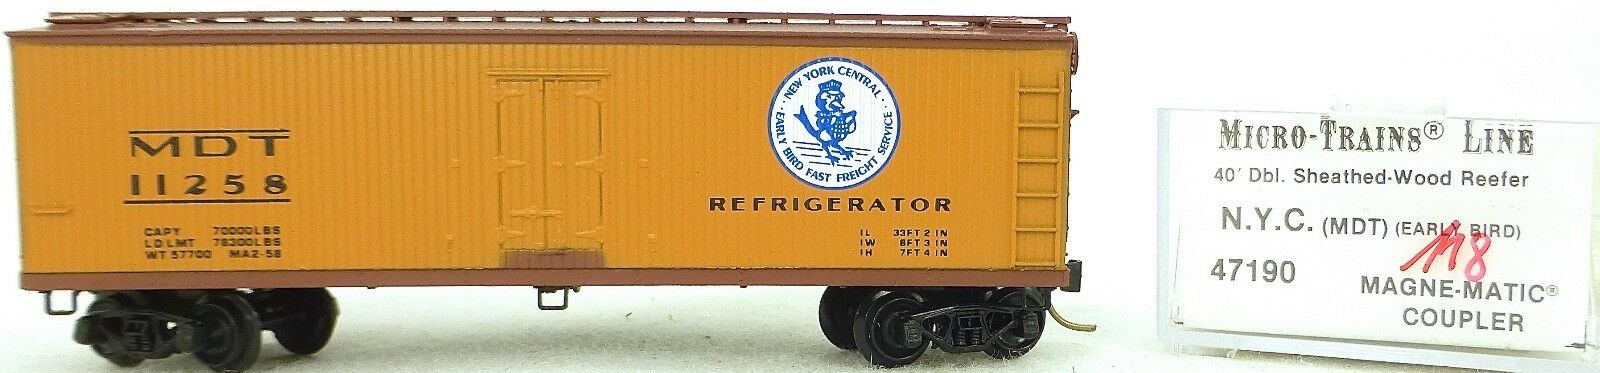 MDT
11258
CAPY 70000LBS
LD LMT 78300LBS
WT 57700 MA2-58
NEW YORK CENTRAL
EARLY BIRD FAST FREIGHT SERVICE
REFRIGERATOR
IL 33FT 2 IN
IW 8FT 3 IN
IH 7FT 4 IN
MICRO-TRAINS® LINE
40' Dbl. Sheathed-Wood Reefer
N.Y.C. (MDT) (EARLY BIRD)
47190
MAGNE-MATIC®
COUPLER